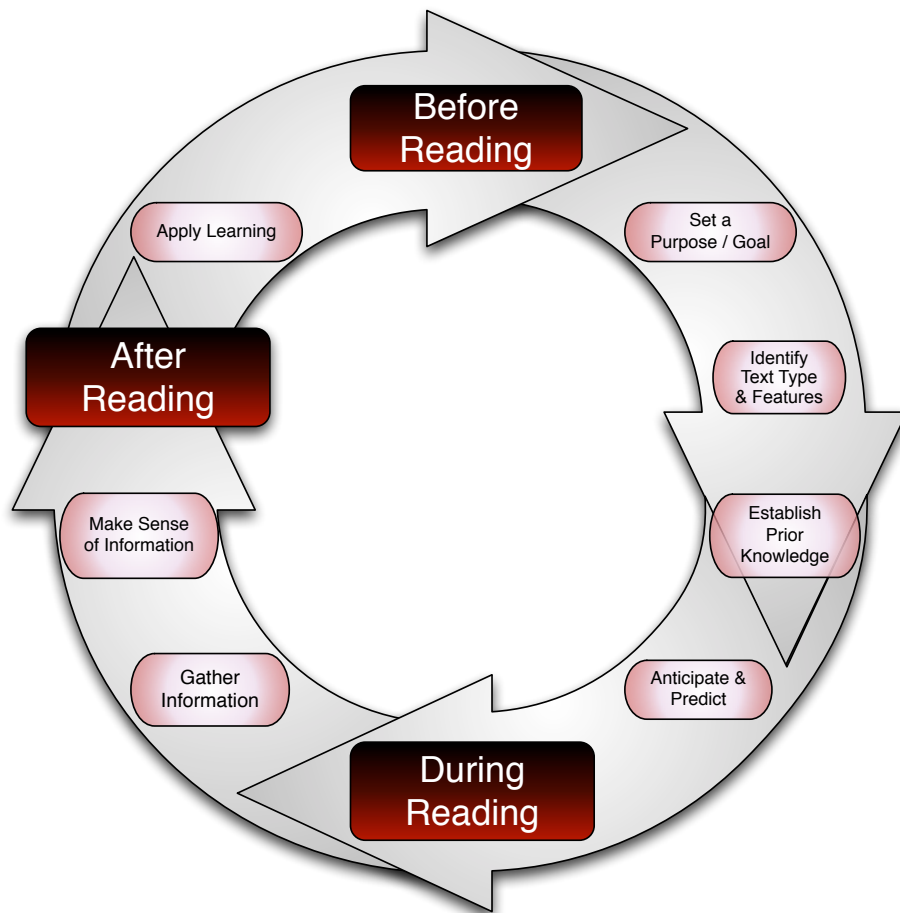 Before
Reading
Set a
Purpose / Goal
Identify
Text Type
& Features
Establish
Prior
Knowledge
Anticipate &
Predict
During
Reading
Gather
Information
Make Sense
of Information
After
Reading
Apply Learning